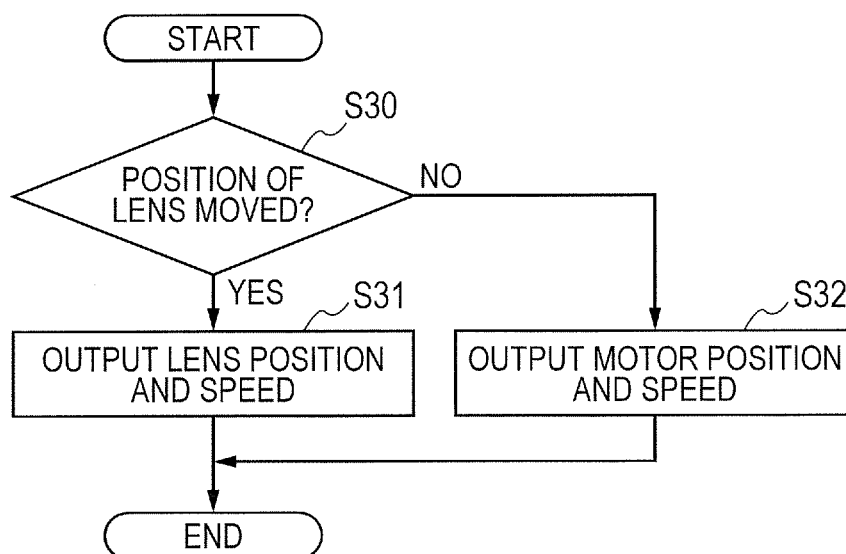 START
S30
POSITION OF
LENS MOVED?
NO
YES
S31
OUTPUT LENS POSITION
AND SPEED
S32
OUTPUT MOTOR POSITION
AND SPEED
END